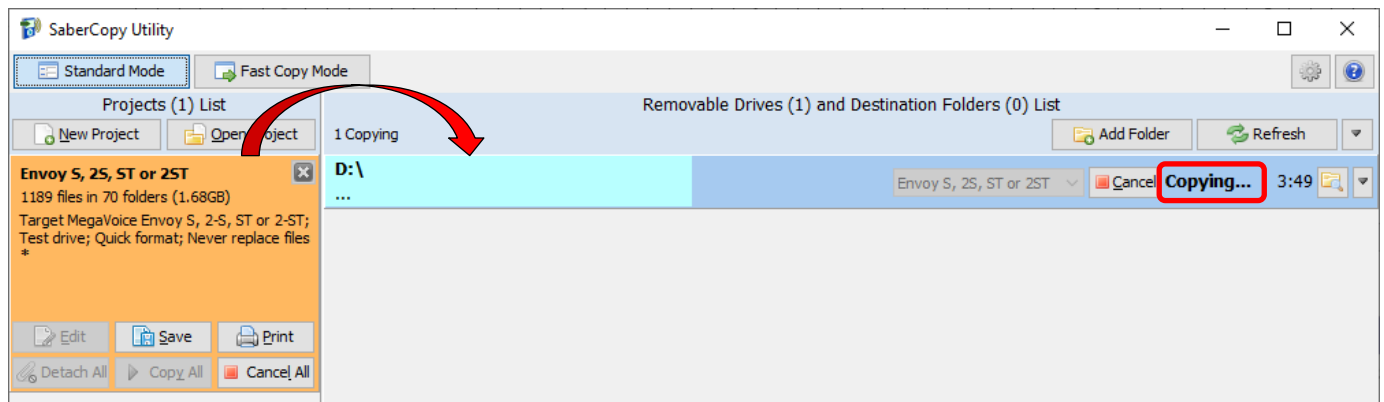 SaberCopy Utility
Standard Mode
Fast Copy Mode
Projects (1) List
Removable Drives (1) and Destination Folders (0) List
New Project
Open Project
1 Copying
Add Folder
Refresh
Envoy S, 2S, ST or 2ST
1189 files in 70 folders (1.68GB)
Target MegaVoice Envoy S, 2-S, ST or 2-ST;
Test drive; Quick format; Never replace files
*
D:\
...
Envoy S, 2S, ST or 2ST
Cancel
Copying...
3:49
Edit
Save
Print
Detach All
Copy All
Cancel All